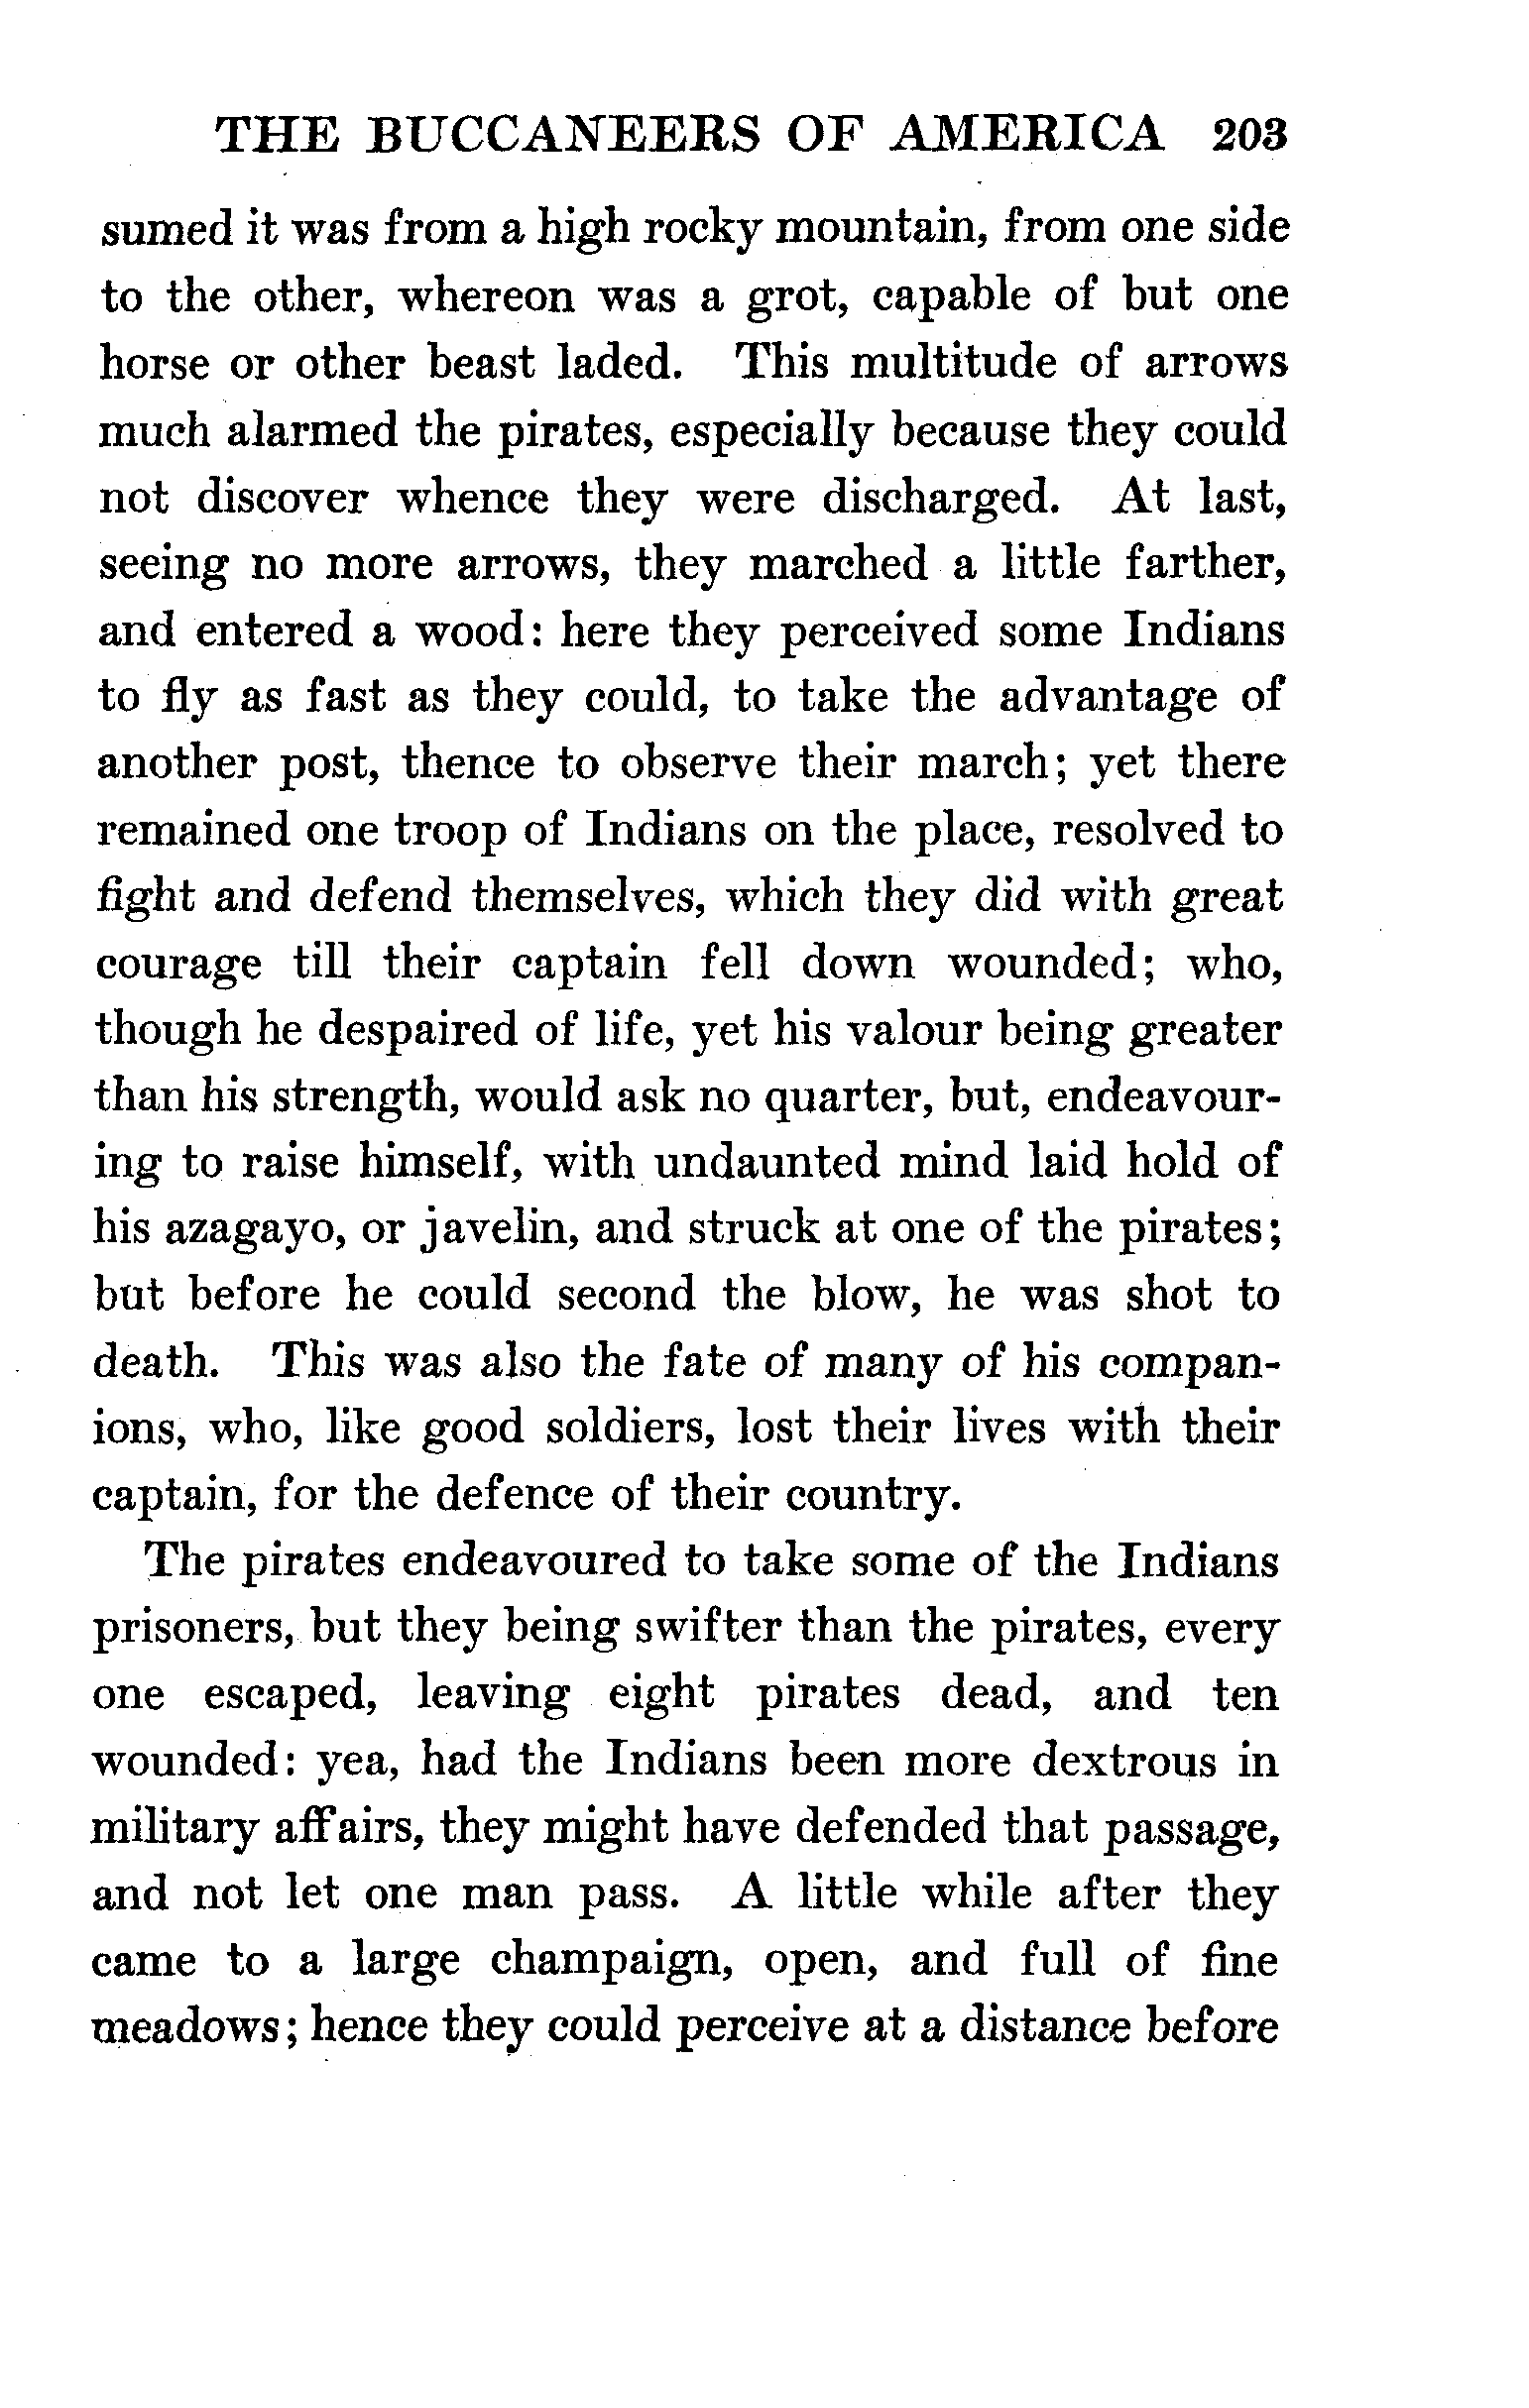 THE BUCCANEERS OF AMERICA 203
sumed it was from a high rocky mountain, from one side
to the other, whereon was a grot, capable of but one
horse or other beast laded. This multitude of arrows
much alarmed the pirates, especially because they could
not discover whence they were discharged. At last,
seeing no more arrows, they marched a little farther,
and entered a wood: here they perceived some Indians
to fly as fast as they could, to take the advantage of
another post, thence to observe their march; yet there
remained one troop of Indians on the place, resolved to
fight and defend themselves, which they did with great
courage till their captain fell down wounded; who,
though he despaired of life, yet his valour being greater
than his strength, would ask no quarter, but, endeavour-
ing to raise himself, with undaunted mind laid hold of
his azagayo, or javelin, and struck at one of the pirates;
but before he could second the blow, he was shot to
death. This was also the fate of many of his compan-
ions, who, like good soldiers, lost their lives with their
captain, for the defence of their country.
The pirates endeavoured to take some of the Indians
prisoners, but they being swifter than the pirates, every
one escaped, leaving eight pirates dead, and ten
wounded: yea, had the Indians been more dextrous in
military affairs, they might have defended that passage,
and not let one man pass. A little while after they
came to a large champaign, open, and full of fine
meadows; hence they could perceive at a distance before